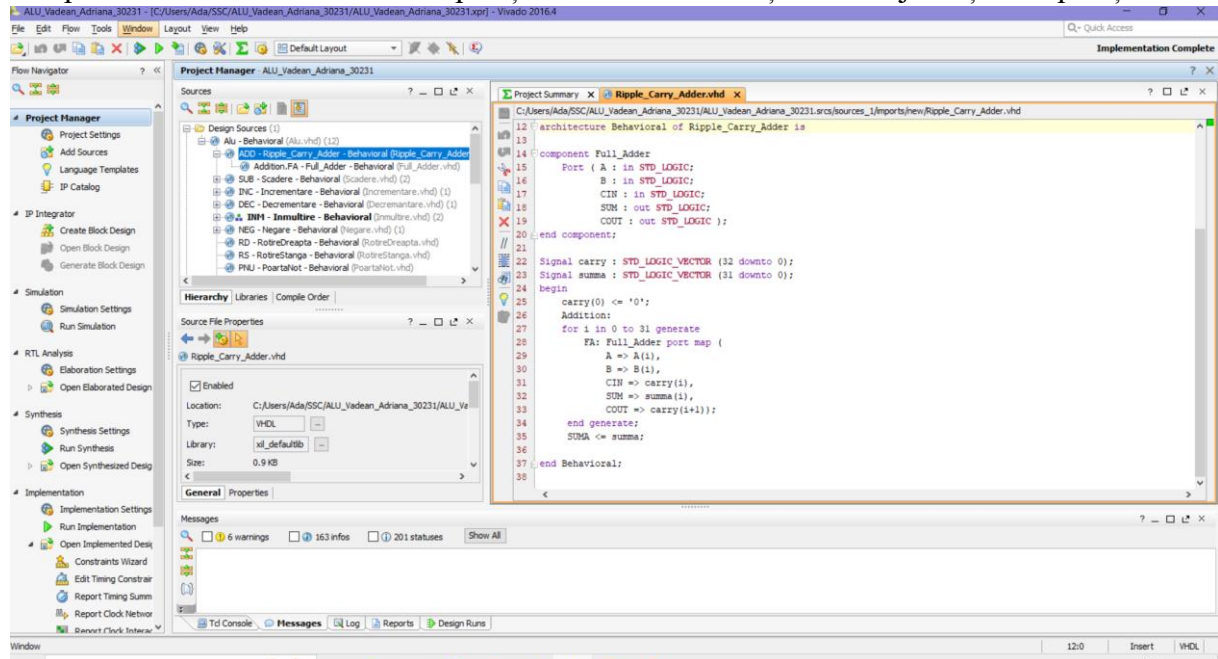 ALU_Vadean_Adriana_30231 - [C:/Users/Ada/SSC/ALU_Vadean_Adriana_30231/ALU_Vadean_Adriana_30231.xpr] - Vivado 2016.4
File Edit Flow Tools Window Layout View Help
Q- Quick Access
Default Layout
Implementation Complete
Flow Navigator
Project Manager
Project Settings
Add Sources
Language Templates
IP Catalog
IP Integrator
Create Block Design
Open Block Design
Generate Block Design
Simulation
Simulation Settings
Run Simulation
RTL Analysis
Elaboration Settings
Open Elaborated Design
Synthesis
Synthesis Settings
Run Synthesis
Open Synthesized Desig
Implementation
Implementation Settings
Run Implementation
Open Implemented Desig
Constraints Wizard
Edit Timing Constrair
Report Timing Summ
Report Clock Networ
Report Clock Interac
Project Manager - ALU_Vadean_Adriana_30231
Sources
Design Sources (1)
Alu - Behavioral (Alu.vhd) (12)
ADD - Ripple_Carry_Adder - Behavioral (Ripple_Carry_Adder
Addition.FA - Full_Adder - Behavioral (Full_Adder.vhd)
SUB - Scadere - Behavioral (Scadere.vhd) (2)
INC - Incrementare - Behavioral (Incrementare.vhd) (1)
DEC - Decrementare - Behavioral (Decremantare.vhd) (1)
INM - Inmultire - Behavioral (Inmultire.vhd) (2)
NEG - Negare - Behavioral (Negare.vhd) (1)
RD - RotireDreapta - Behavioral (RotireDreapta.vhd)
RS - RotireStanga - Behavioral (RotireStanga.vhd)
PNU - PoartaNot - Behavioral (PoartaNot.vhd)
Hierarchy Libraries Compile Order
Source File Properties
Ripple_Carry_Adder.vhd
Enabled
Location: C:/Users/Ada/SSC/ALU_Vadean_Adriana_30231/ALU_Va
Type: VHDL
Library: xil_defaultlib
Size: 0.9 KB
General Properties
Project Summary Ripple_Carry_Adder.vhd
C:/Users/Ada/SSC/ALU_Vadean_Adriana_30231/ALU_Vadean_Adriana_30231.srcs/sources_1/imports/new/Ripple_Carry_Adder.vhd
12 architecture Behavioral of Ripple_Carry_Adder is
13
14 component Full_Adder
15 Port ( A : in STD_LOGIC;
16 B : in STD_LOGIC;
17 CIN : in STD_LOGIC;
18 SUM : out STD_LOGIC;
19 COUT : out STD_LOGIC );
20 end component;
21
22 Signal carry : STD_LOGIC_VECTOR (32 downto 0);
23 Signal summa : STD_LOGIC_VECTOR (31 downto 0);
24 begin
25 carry(0) <= '0';
26 Addition:
27 for i in 0 to 31 generate
28 FA: Full_Adder port map (
29 A => A(i),
30 B => B(i),
31 CIN => carry(i),
32 SUM => summa(i),
33 COUT => carry(i+1));
34 end generate;
35 SUMA <= summa;
36
37 end Behavioral;
38
Messages
6 warnings 163 infos 201 statuses Show All
Tcl Console Messages Log Reports Design Runs
Window
12:0 Insert VHDL